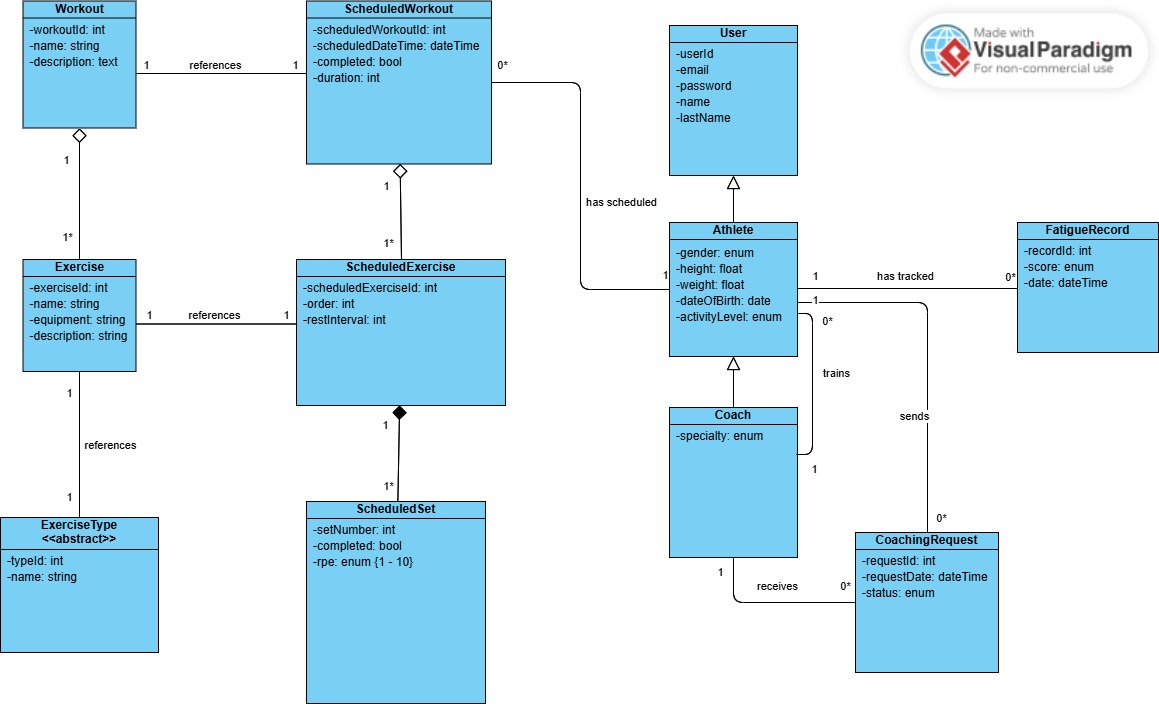 Workout
-workoutId: int
-name: string
-description: text
1
references
1
ScheduledWorkout
-scheduledWorkoutId: int
-scheduledDateTime: dateTime
-completed: bool
-duration: int
0*
has scheduled
1
User
-userId
-email
-password
-name
-lastName
Made with
VisualParadigm
For non-commercial use
1
1*
1
1*
Exercise
-exerciseId: int
-name: string
-equipment: string
-description: string
1
references
1
ScheduledExercise
-scheduledExerciseId: int
-order: int
-restInterval: int
Athlete
-gender: enum
-height: float
-weight: float
-dateOfBirth: date
-activityLevel: enum
1
has tracked
0*
FatigueRecord
-recordId: int
-score: enum
-date: dateTime
1
0*
trains
1
sends
0*
Coach
-specialty: enum
1
receives
0*
CoachingRequest
-requestId: int
-requestDate: dateTime
-status: enum
1
references
1
ExerciseType
<<abstract>>
-typeId: int
-name: string
1
1*
ScheduledSet
-setNumber: int
-completed: bool
-rpe: enum {1 - 10}